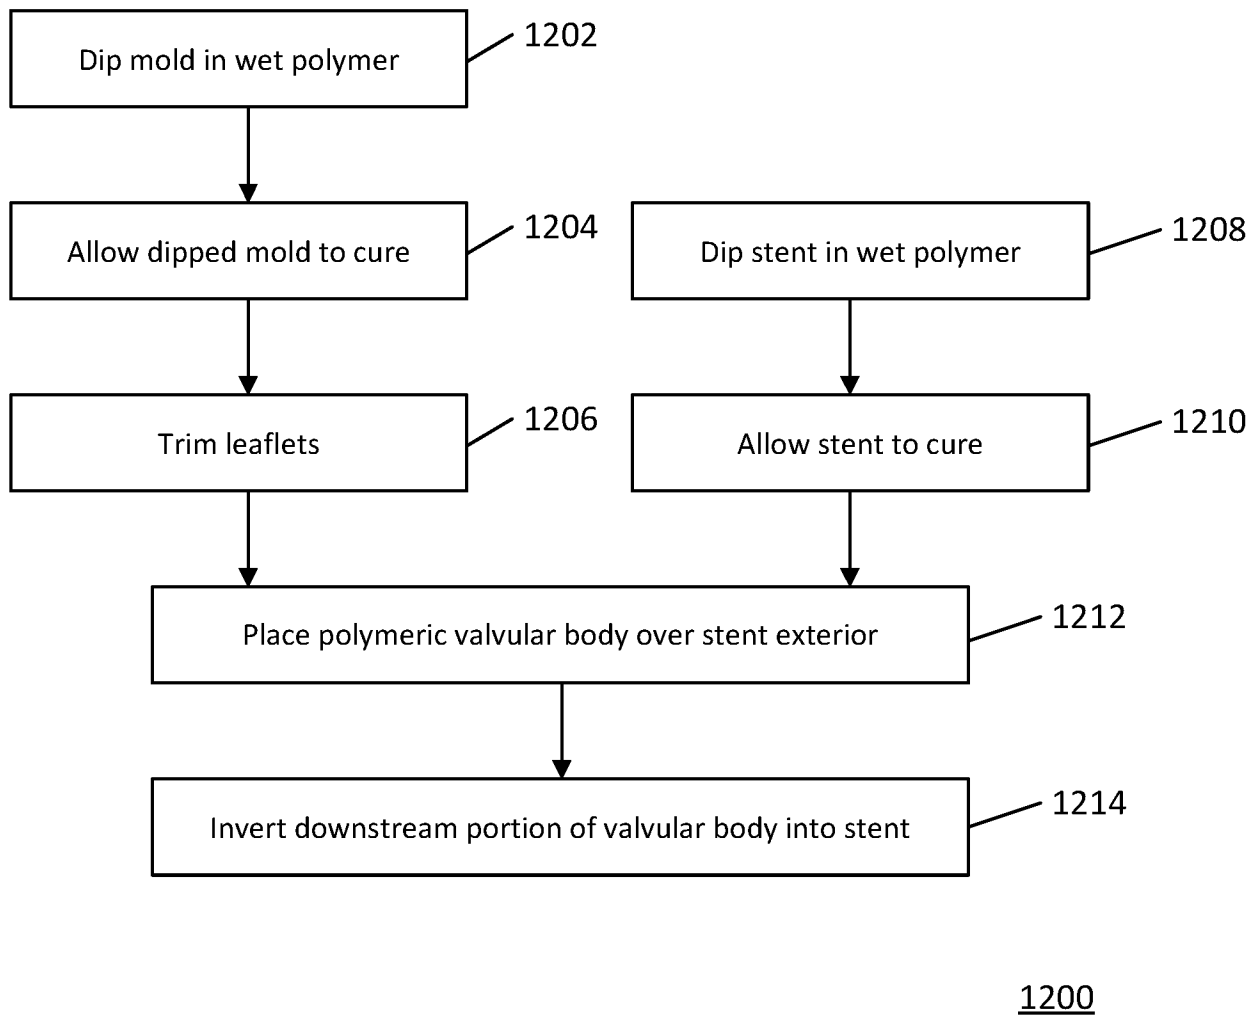 Dip mold in wet polymer
1202
Allow dipped mold to cure
1204
Dip stent in wet polymer
1208
Trim leaflets
1206
Allow stent to cure
1210
Place polymeric valvular body over stent exterior
1212
Invert downstream portion of valvular body into stent
1214
1200